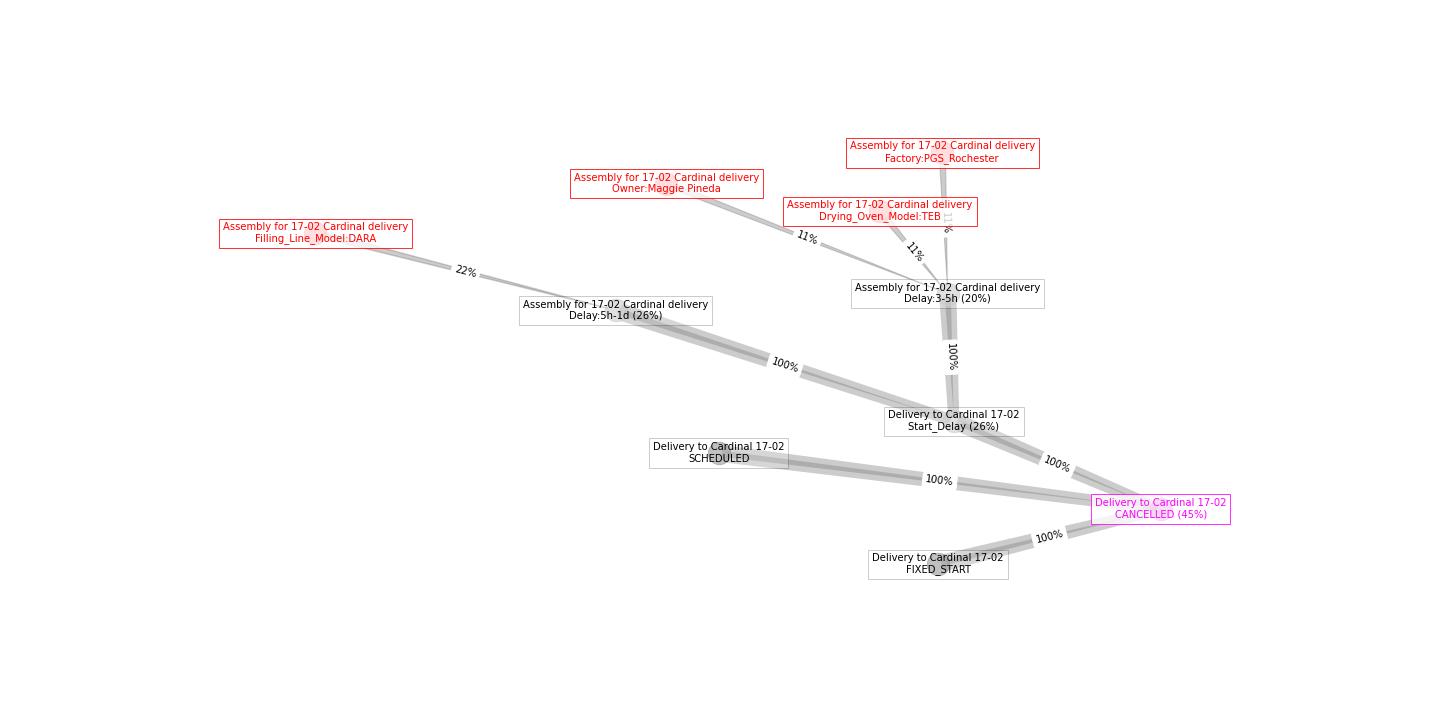 Assembly for 17-02 Cardinal delivery
Factory:PGS_Rochester
Assembly for 17-02 Cardinal delivery
Owner:Maggie Pineda
Assembly for 17-02 Cardinal delivery
Drying_Oven_Model:TEB
11%
Assembly for 17-02 Cardinal delivery
Filling_Line_Model:DARA
11%
11%
22%
Assembly for 17-02 Cardinal delivery
Delay:3-5h (20%)
Assembly for 17-02 Cardinal delivery
Delay:5h-1d (26%)
100%
100%
Delivery to Cardinal 17-02
Start_Delay (26%)
Delivery to Cardinal 17-02
SCHEDULED
100%
100%
Delivery to Cardinal 17-02
CANCELLED (45%)
100%
Delivery to Cardinal 17-02
FIXED_START